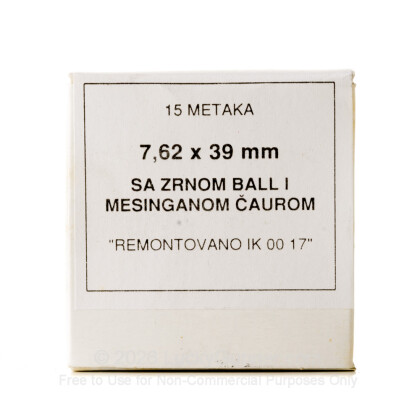 15 METAKA
7,62 x 39 mm
SA ZRNOM BALL I
MESINGANOM ČAUROM
"REMONTOVANO IK 00 17"
Free to Use for Non-Commercial Purposes Only